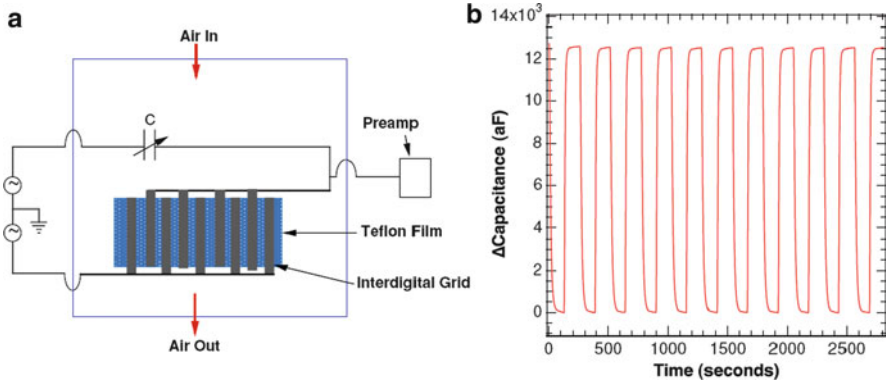 a
Air In
C
Preamp
~
~
Teflon Film
Interdigital Grid
Air Out
b
14x10³
12
10
8
6
4
2
0
ΔCapacitance (aF)
0 500 1000 1500 2000 2500
Time (seconds)